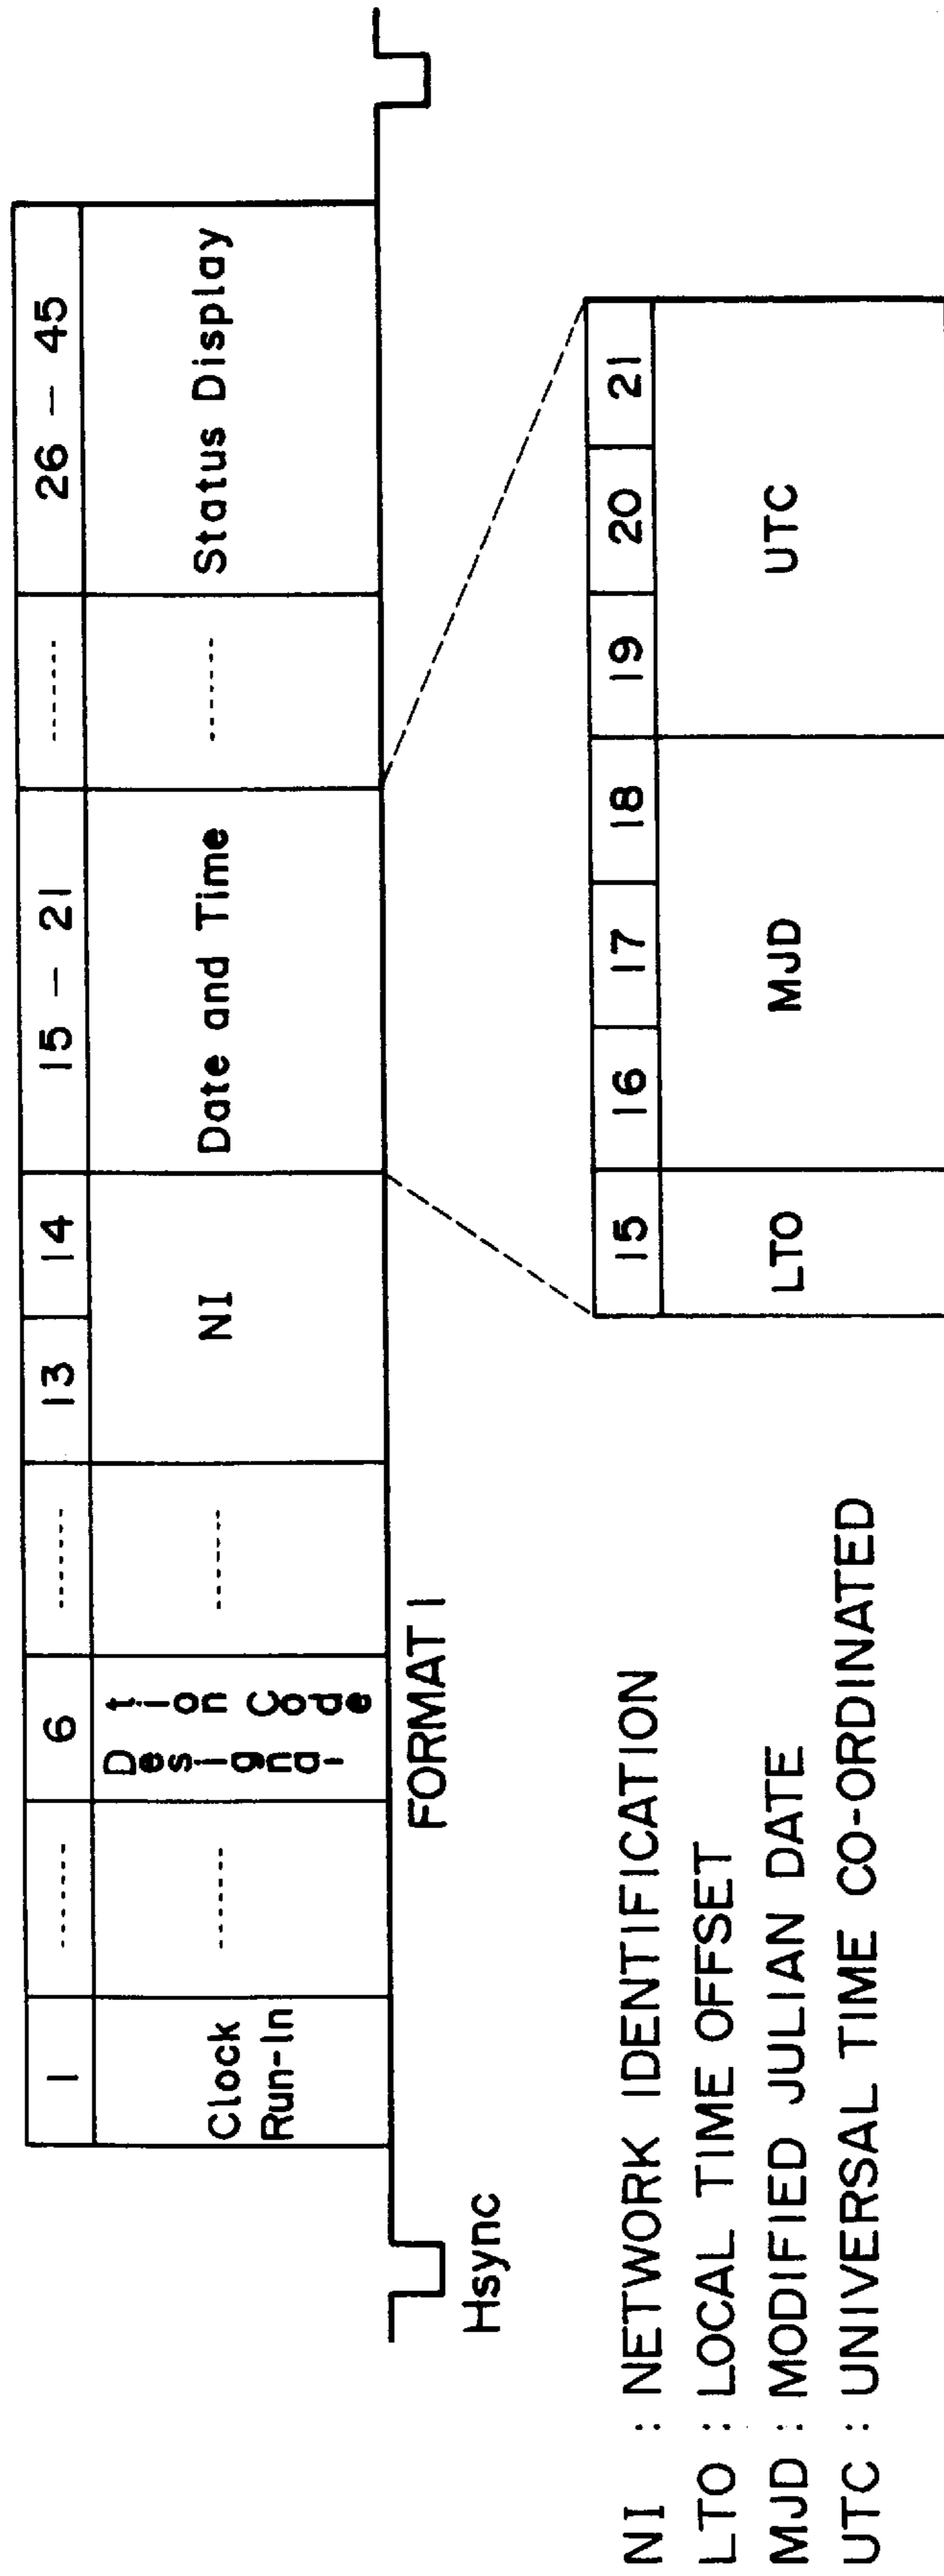 1 ------- 6 ------- 13 14 15 – 21 ------- 26 – 45
Clock
Run-In
-------
Designa-
tion Code
-------
NI
Date and Time
-------
Status Display
Hsync
FORMAT 1
15 16 17 18 19 20 21
LTO MJD UTC
NI : NETWORK IDENTIFICATION
LTO : LOCAL TIME OFFSET
MJD : MODIFIED JULIAN DATE
UTC : UNIVERSAL TIME CO-ORDINATED